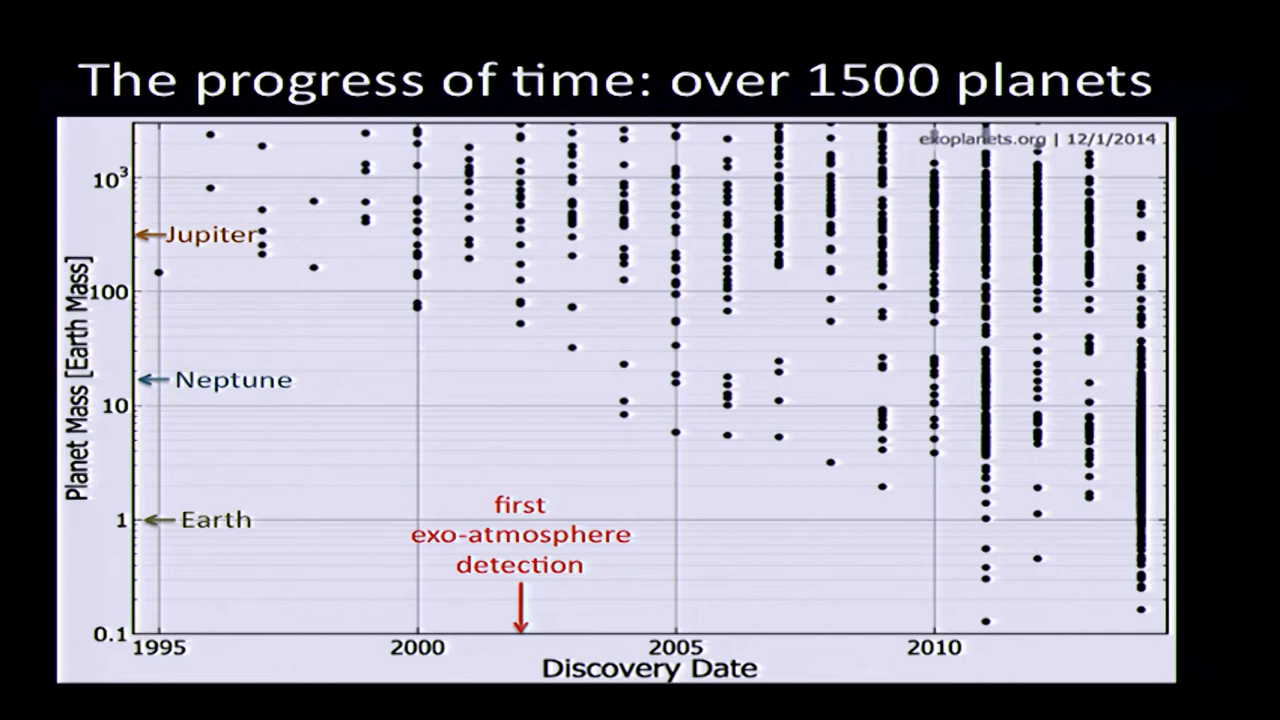 The progress of time: over 1500 planets
exoplanets.org | 12/1/2014
10³
Jupiter
100
Neptune
10
Earth
1
first
exo-atmosphere
detection
0.1
1995
2000
2005
2010
Discovery Date
Planet Mass [Earth Mass]